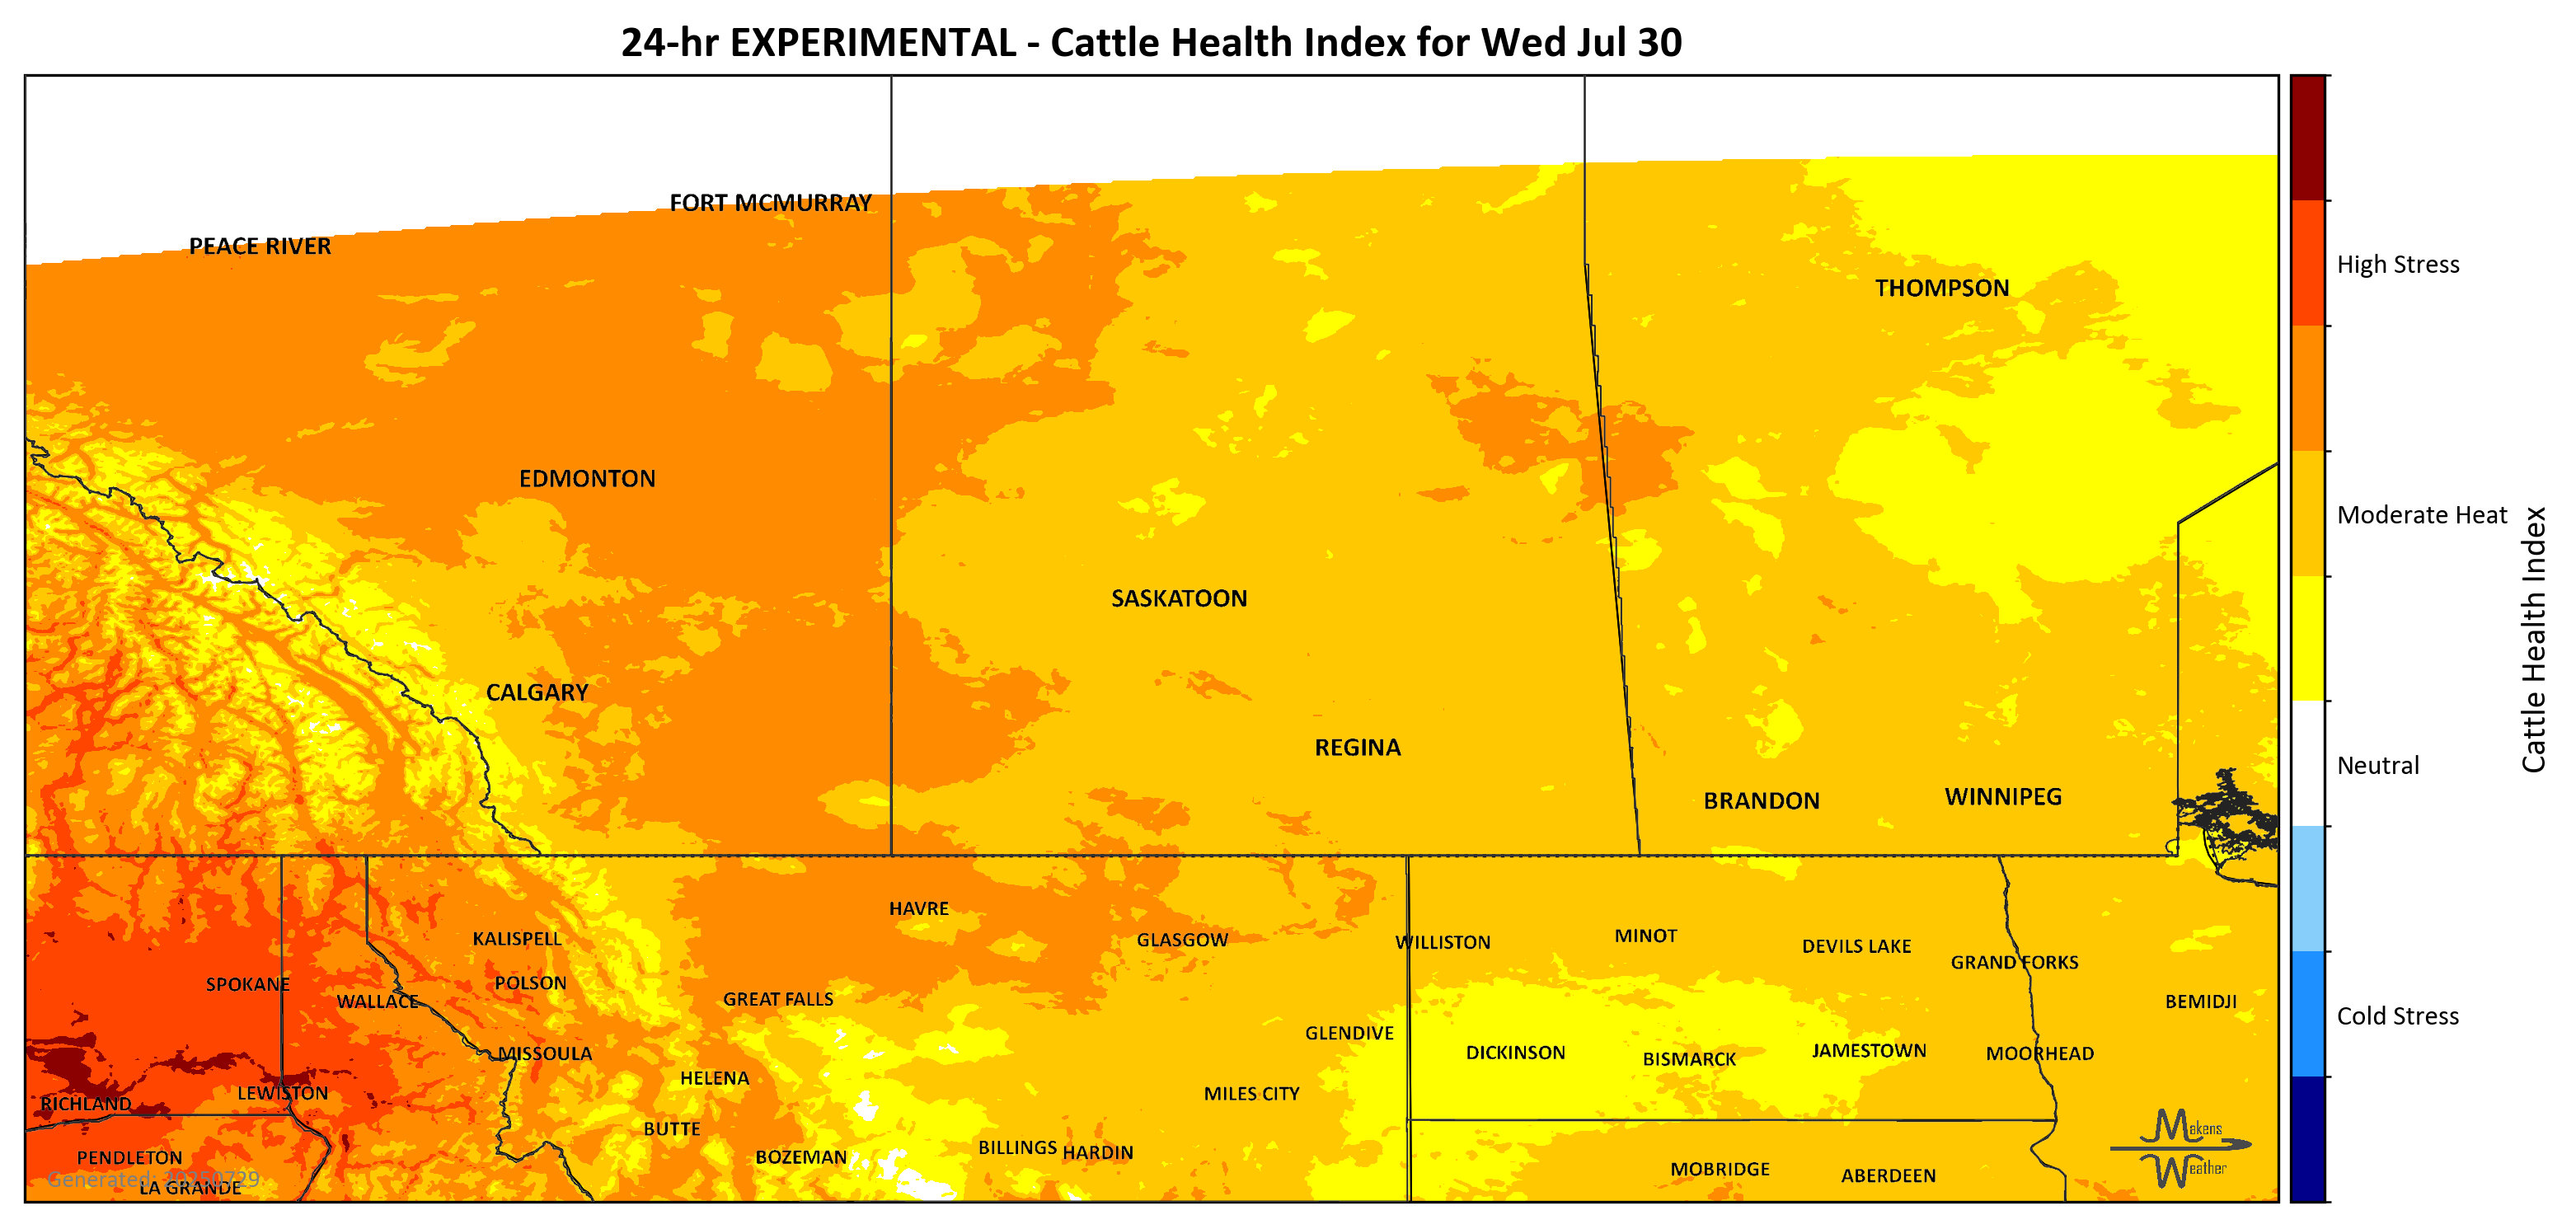 24-hr EXPERIMENTAL - Cattle Health Index for Wed Jul 30
FORT MCMURRAY
PEACE RIVER
THOMPSON
EDMONTON
SASKATOON
CALGARY
REGINA
BRANDON
WINNIPEG
HAVRE
KALISPELL
GLASGOW
WILLISTON
MINOT
DEVILS LAKE
GRAND FORKS
SPOKANE
POLSON
WALLACE
GREAT FALLS
BEMIDJI
GLENDIVE
MISSOULA
DICKINSON
BISMARCK
JAMESTOWN
MOORHEAD
HELENA
LEWISTON
MILES CITY
RICHLAND
BUTTE
BILLINGS
HARDIN
BOZEMAN
PENDLETON
MOBRIDGE
ABERDEEN
LA GRANDE
Generated: 20250729
Makens
Weather
High Stress
Moderate Heat
Neutral
Cold Stress
Cattle Health Index